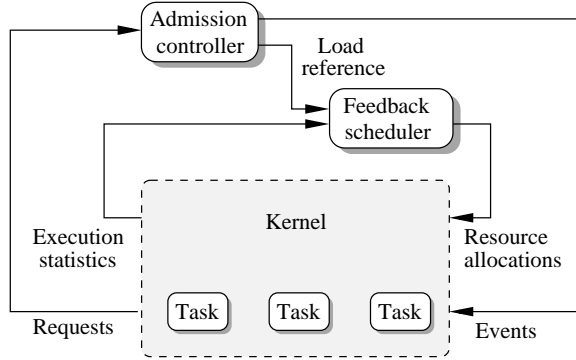 Admission
controller
Load
reference
Feedback
scheduler
Kernel
Execution
statistics
Resource
allocations
Task
Task
Task
Requests
Events